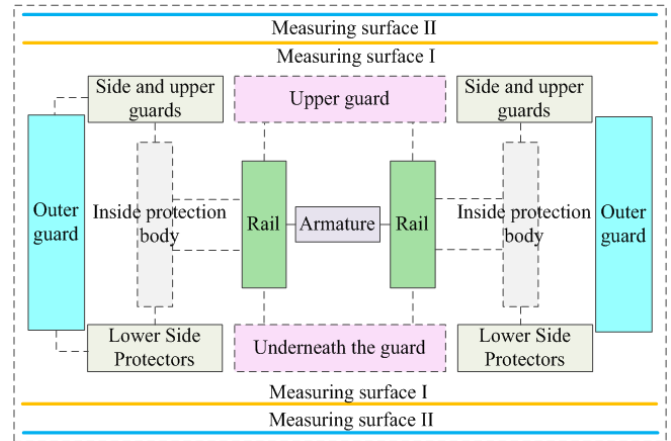 Measuring surface II
Measuring surface I
Side and upper
guards
Upper guard
Side and upper
guards
Outer
guard
Inside protection
body
Rail
Armature
Rail
Inside protection
body
Outer
guard
Lower Side
Protectors
Underneath the guard
Lower Side
Protectors
Measuring surface I
Measuring surface II